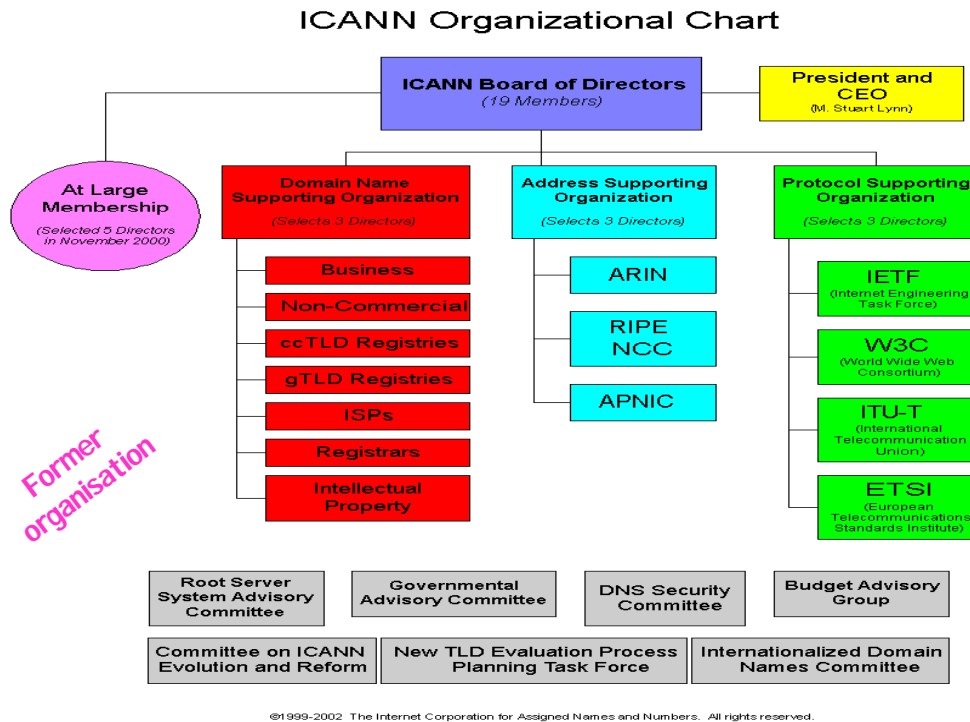 ICANN Organizational Chart
ICANN Board of Directors
(19 Members)
President and
CEO
(M. Stuart Lynn)
At Large
Membership
(Selected 5 Directors
in November 2000)
Domain Name
Supporting Organization
(Selects 3 Directors)
Business
Non-Commercial
ccTLD Registries
gTLD Registries
ISPs
Registrars
Intellectual
Property
Address Supporting
Organization
(Selects 3 Directors)
ARIN
RIPE
NCC
APNIC
Protocol Supporting
Organization
(Selects 3 Directors)
IETF
(Internet Engineering
Task Force)
W3C
(World Wide Web
Consortium)
ITU-T
(International
Telecommunication
Union)
ETSI
(European
Telecommunications
Standards Institute)
Former
organisation
Root Server
System Advisory
Committee
Governmental
Advisory Committee
DNS Security
Committee
Budget Advisory
Group
Committee on ICANN
Evolution and Reform
New TLD Evaluation Process
Planning Task Force
Internationalized Domain
Names Committee
©1999-2002 The Internet Corporation for Assigned Names and Numbers. All rights reserved.